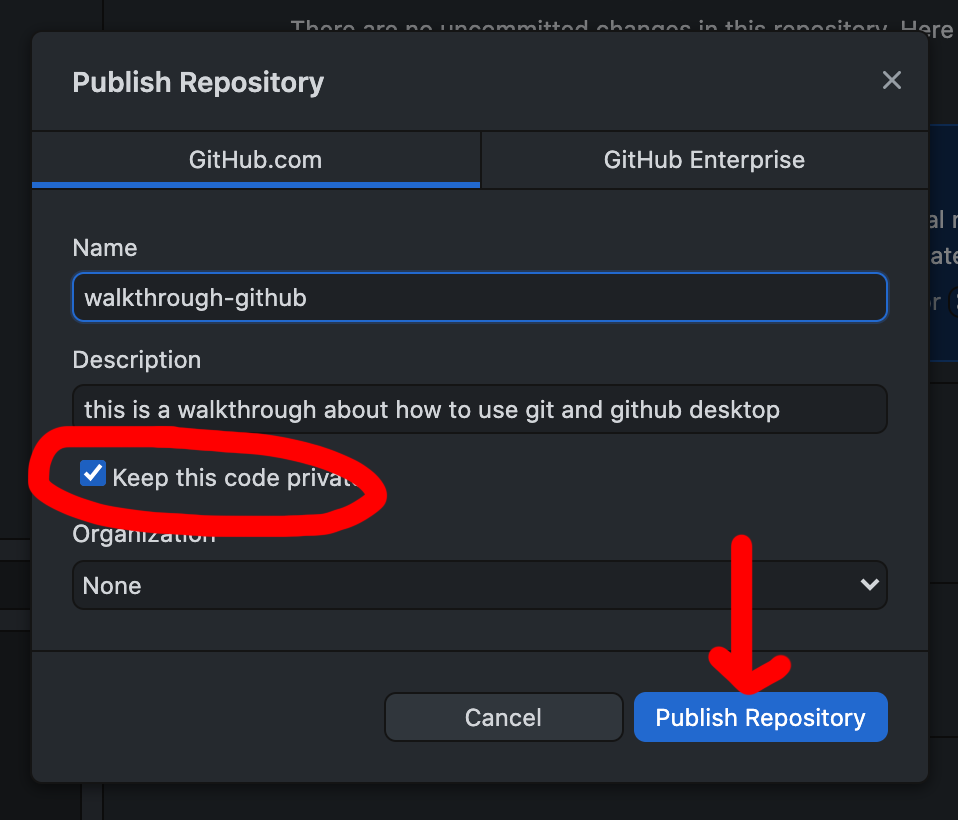 There are no uncommitted changes in this repository. Here
Publish Repository
GitHub.com
GitHub Enterprise
Name
walkthrough-github
Description
this is a walkthrough about how to use git and github desktop
Keep this code private
Organization
None
Cancel
Publish Repository